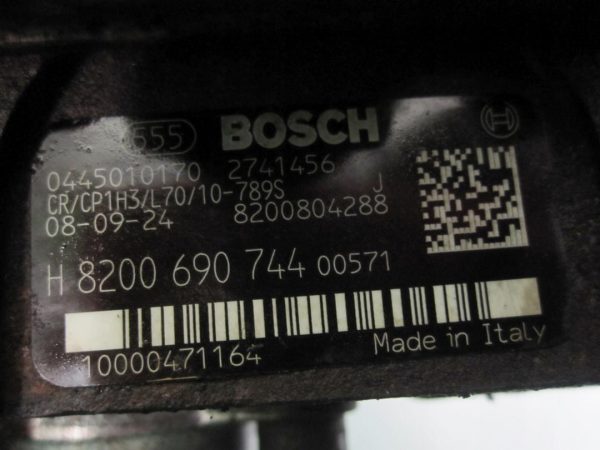 655 BOSCH
0445010170 2741456
CR/CP1H3/L70/10-789S J
08-09-24 8200804288
H 8200 690 744 00571
10000471164 Made in Italy